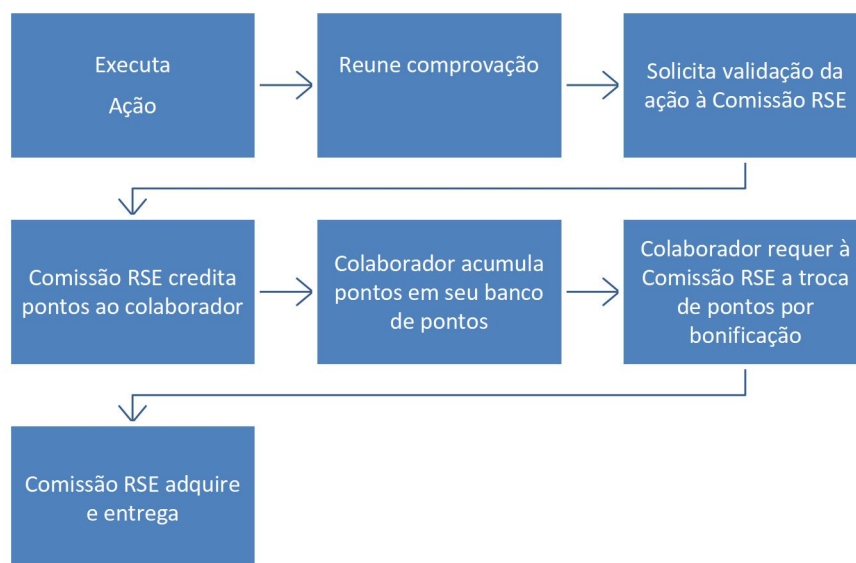 Executa
Ação
Reune comprovação
Solicita validação da
ação à Comissão RSE
Comissão RSE credita
pontos ao colaborador
Colaborador acumula
pontos em seu banco
de pontos
Colaborador requer à
Comissão RSE a troca
de pontos por
bonificação
Comissão RSE adquire
e entrega